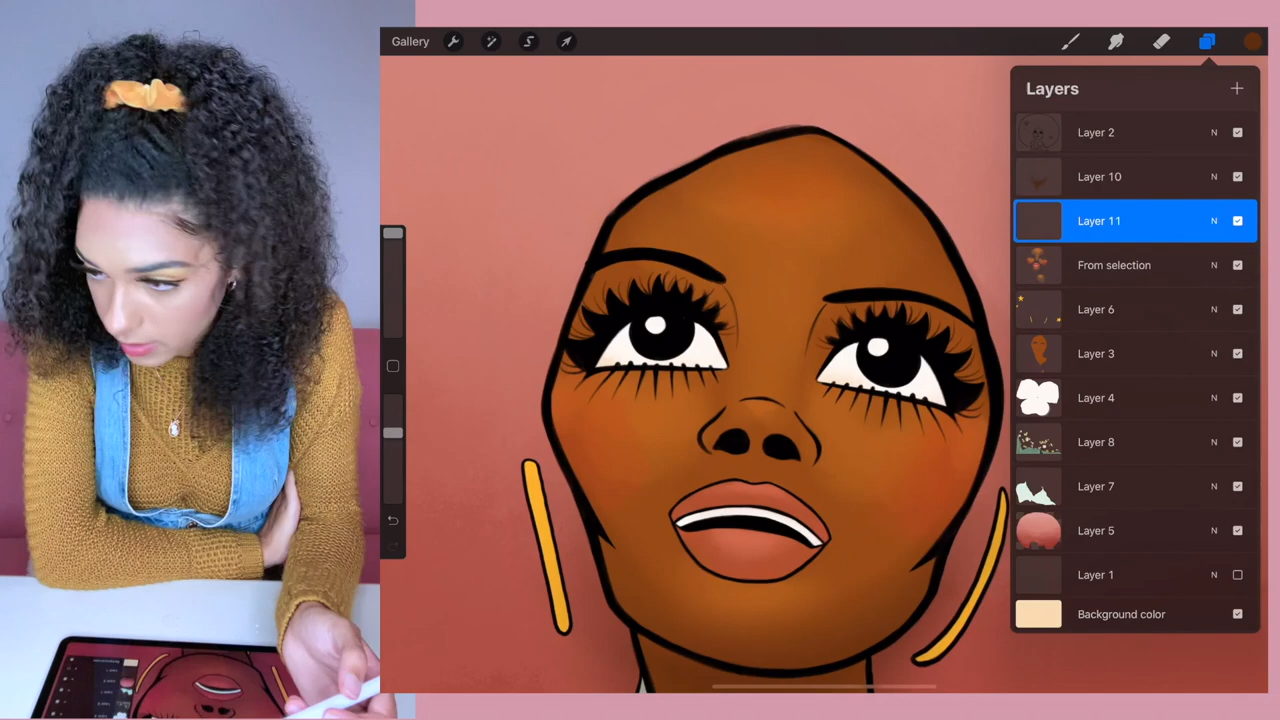 Gallery
Layers
Layer 2 N
Layer 10 N
Layer 11 N
From selection N
Layer 6 N
Layer 3 N
Layer 4 N
Layer 8 N
Layer 7 N
Layer 5 N
Layer 1 N
Background color